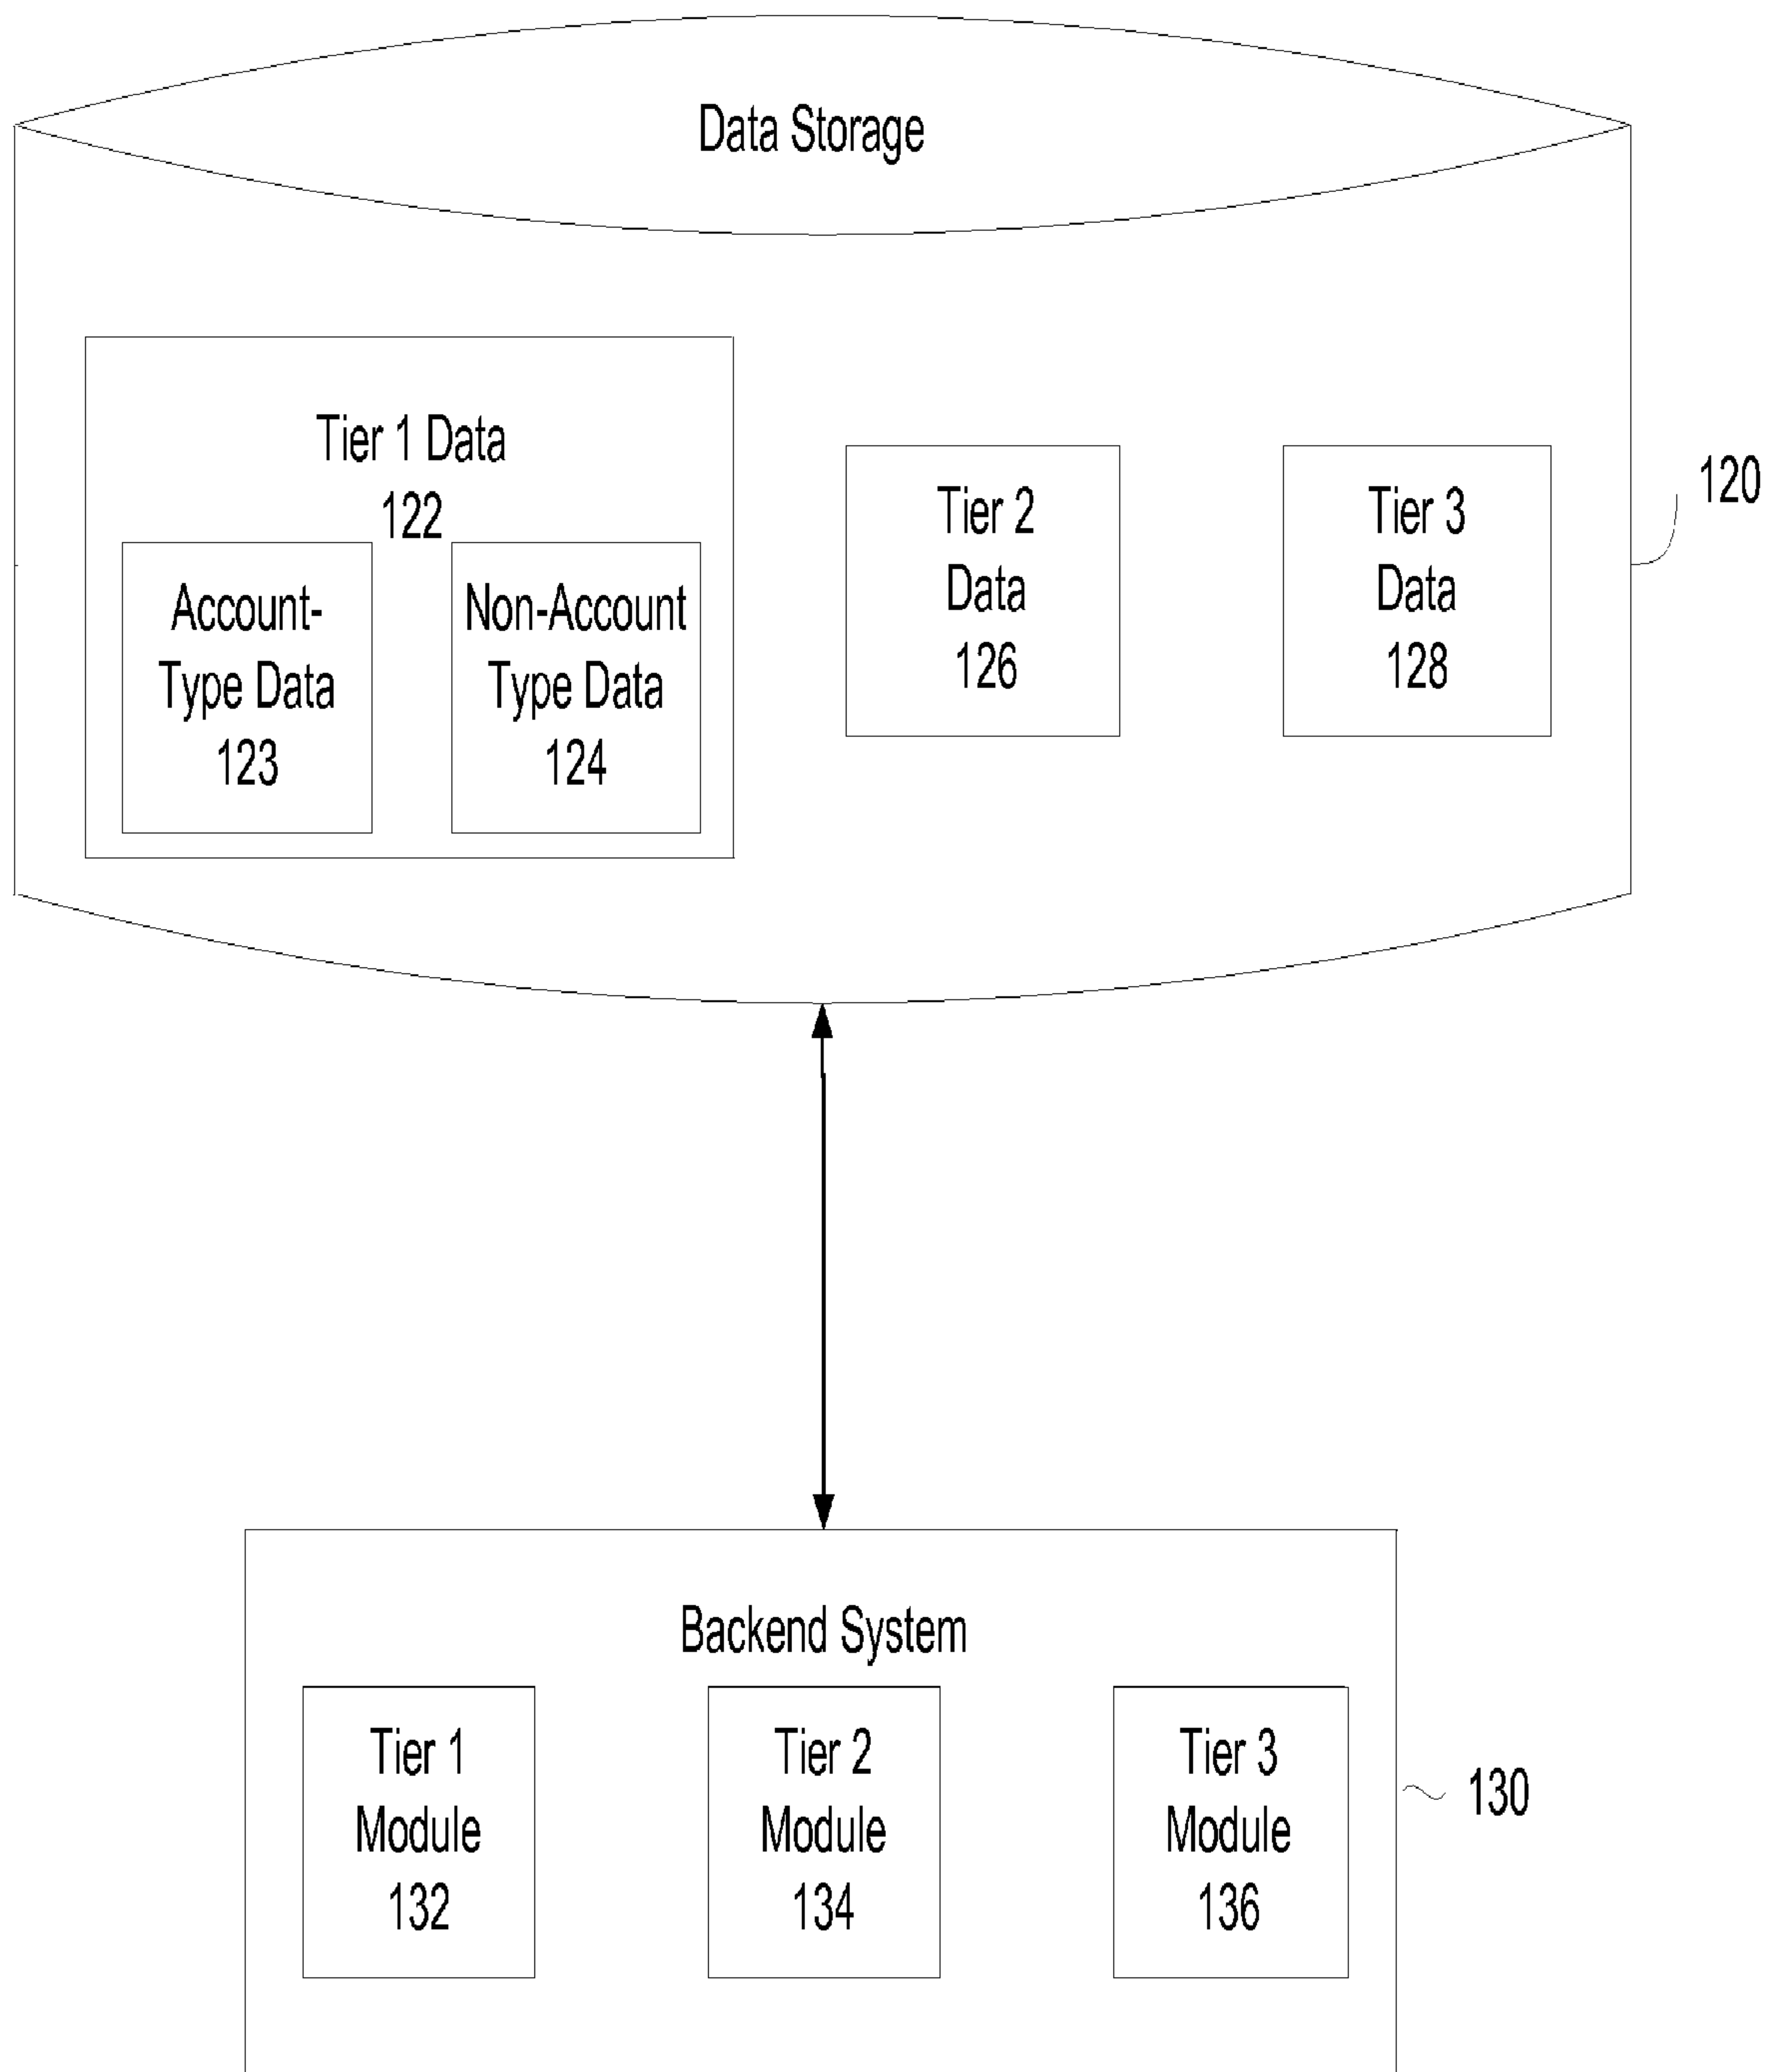 Data Storage
Tier 1 Data
122
Account-
Type Data
123
Non-Account
Type Data
124
Tier 2
Data
126
Tier 3
Data
128
120
Backend System
Tier 1
Module
132
Tier 2
Module
134
Tier 3
Module
136
130